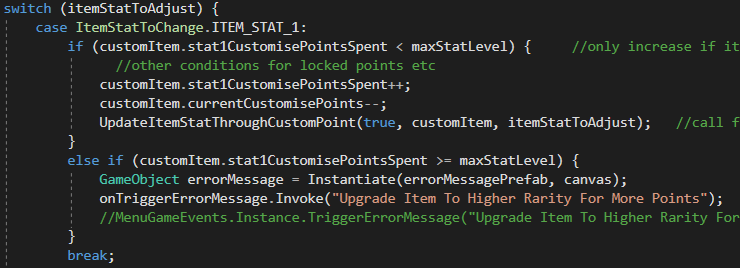 switch (itemStatToAdjust) {
case ItemStatToChange.ITEM_STAT_1:
if (customItem.stat1CustomisePointsSpent < maxStatLevel) { //only increase if it
//other conditions for locked points etc
customItem.stat1CustomisePointsSpent++;
customItem.currentCustomisePoints--;
UpdateItemStatThroughCustomPoint(true, customItem, itemStatToAdjust); //call f
}
else if (customItem.stat1CustomisePointsSpent >= maxStatLevel) {
GameObject errorMessage = Instantiate(errorMessagePrefab, canvas);
onTriggerErrorMessage.Invoke("Upgrade Item To Higher Rarity For More Points");
//MenuGameEvents.Instance.TriggerErrorMessage("Upgrade Item To Higher Rarity For
}
break;